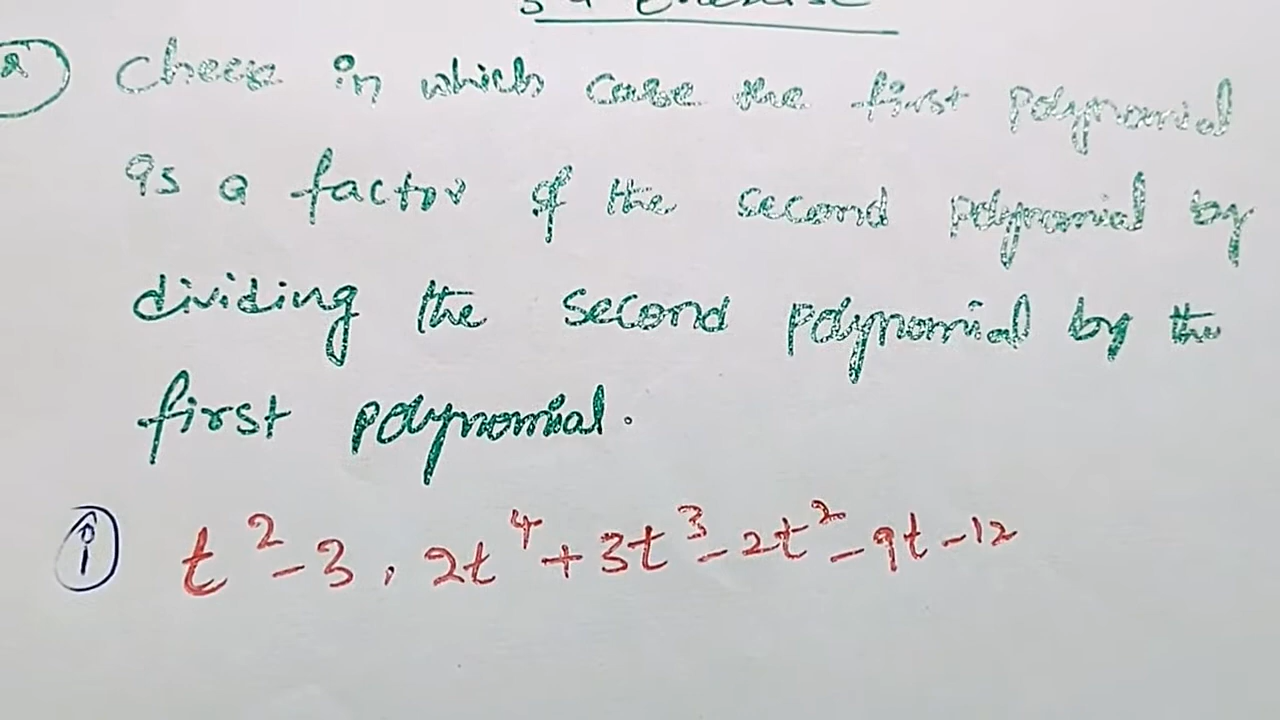 Check in which case the first polynomial
is a factor of the second polynomial by
dividing the second polynomial by the
first polynomial.
(i) t² - 3, 2t⁴ + 3t³ - 2t² - 9t - 12